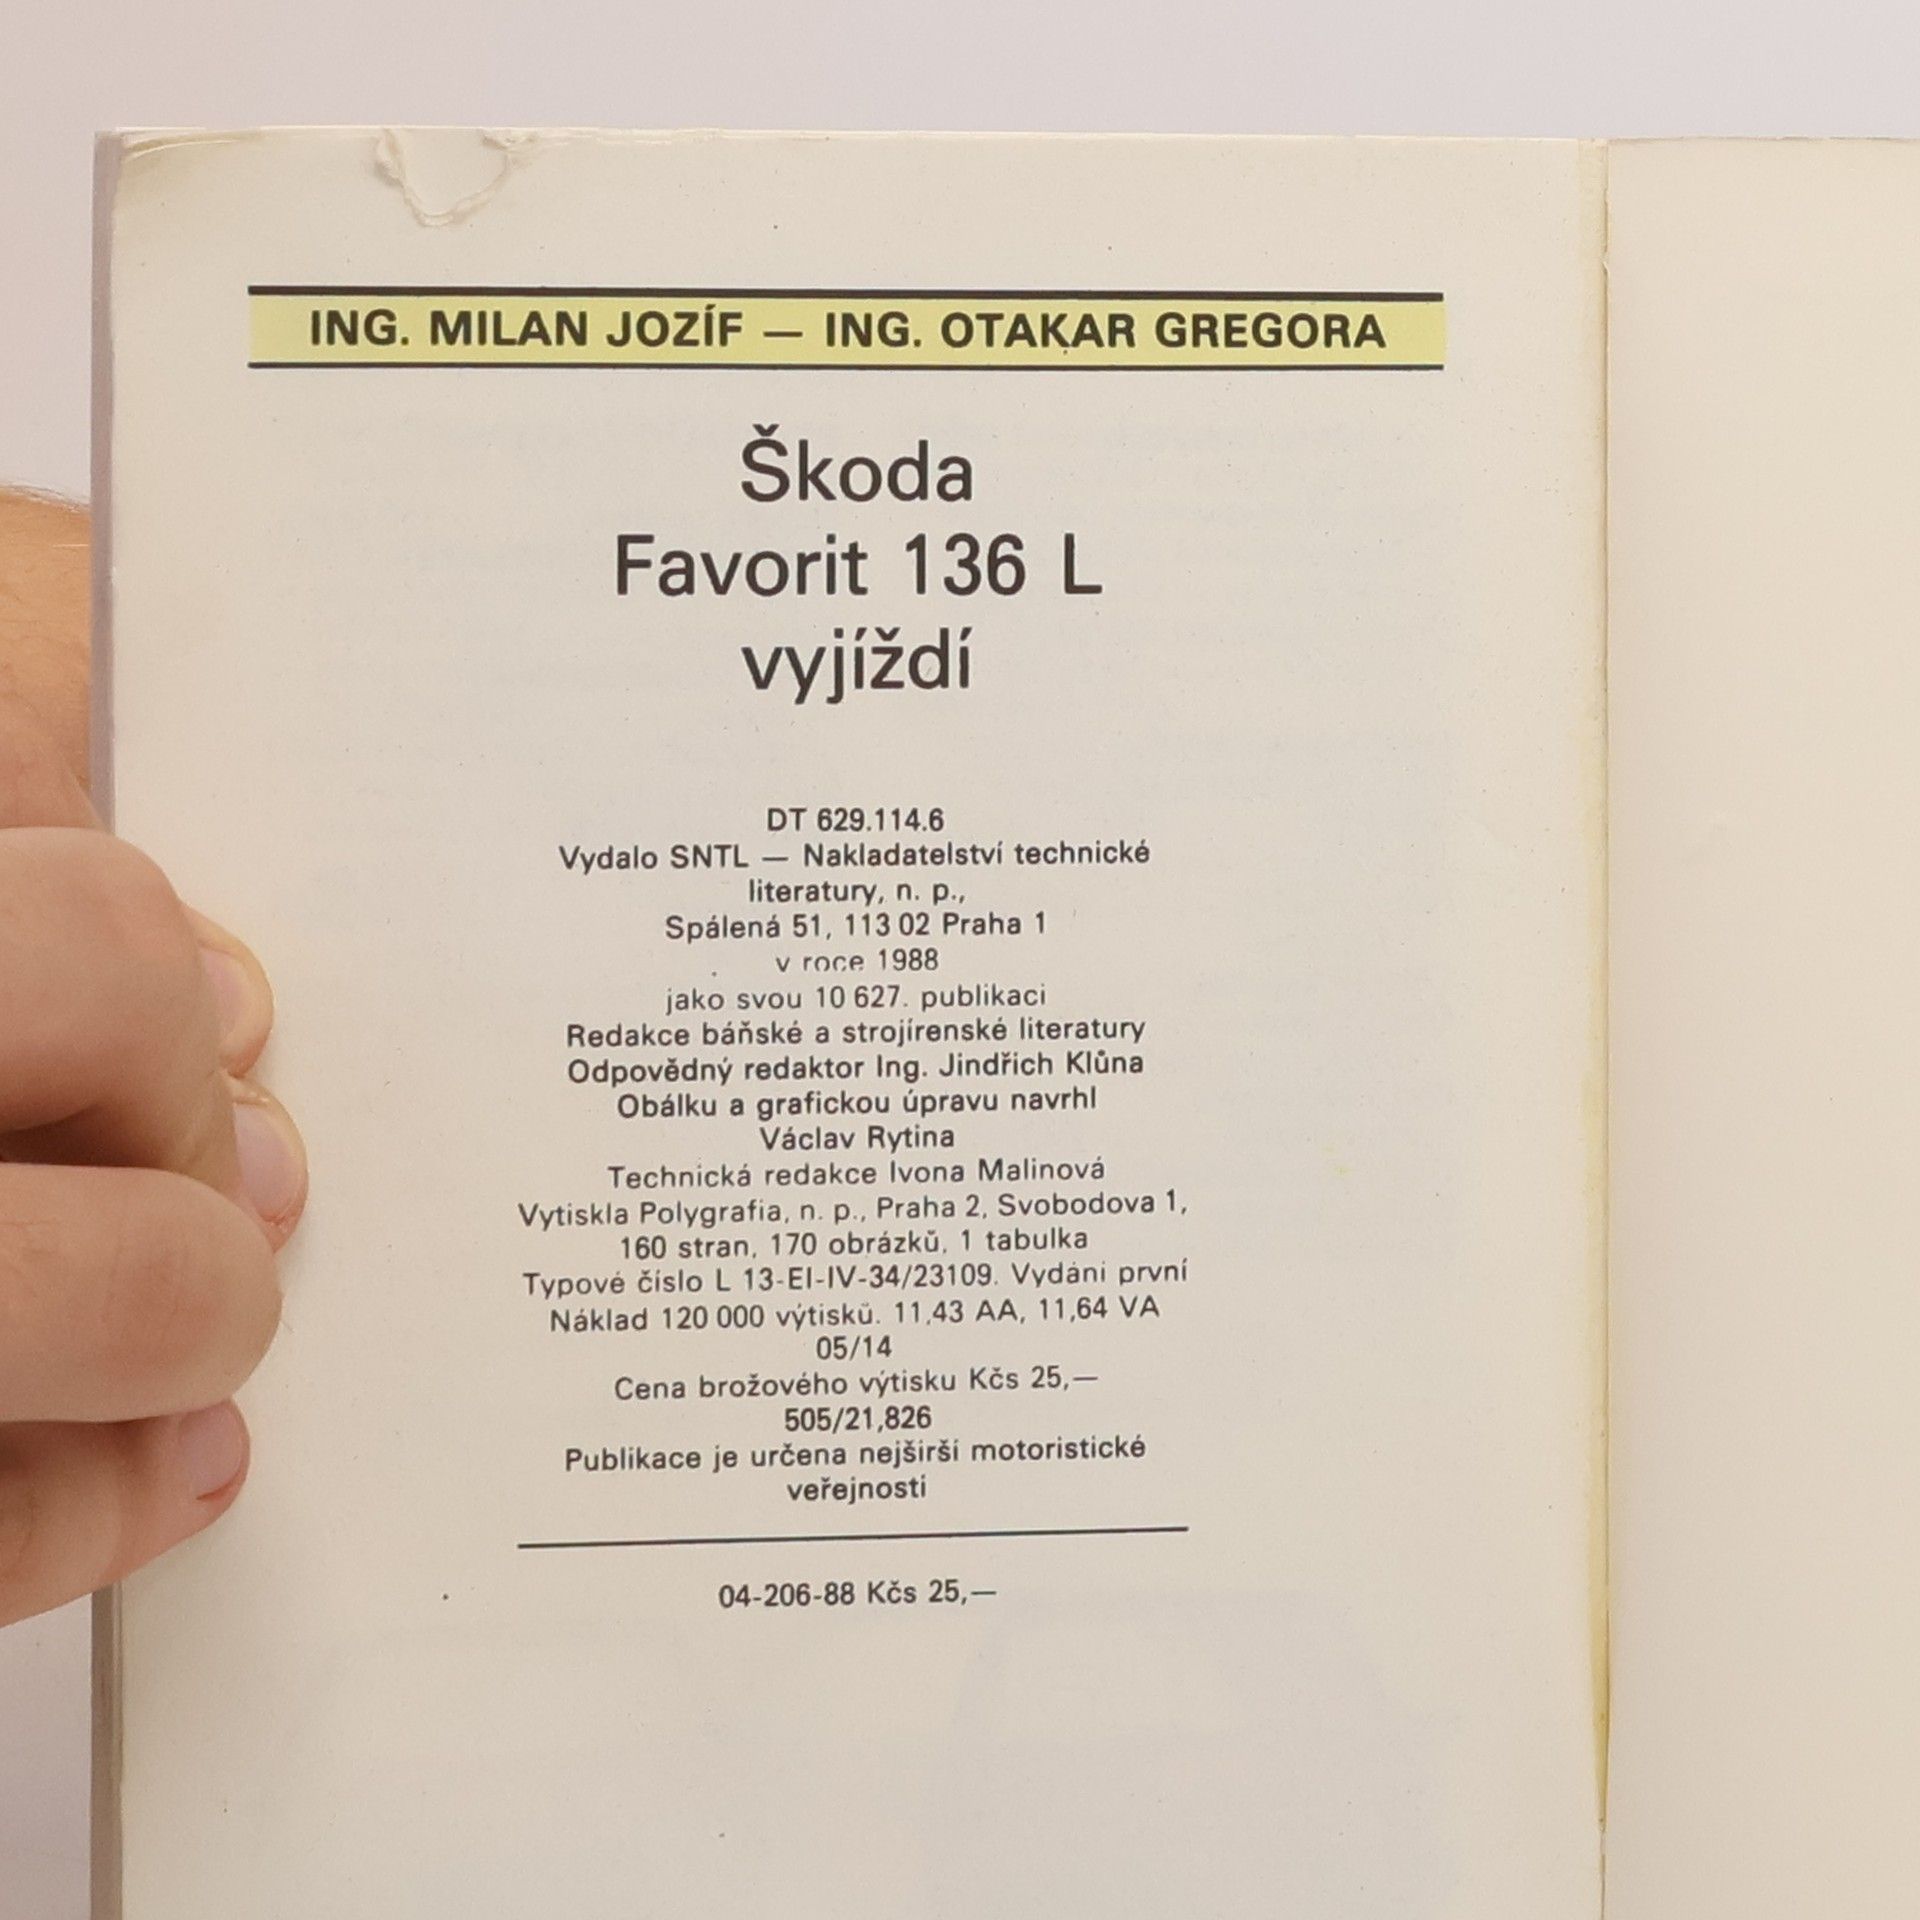 ING. MILAN JOZÍF — ING. OTAKAR GREGORA
Škoda
Favorit 136 L
vyjíždí
DT 629.114.6
Vydalo SNTL — Nakladatelství technické
literatury, n. p.,
Spálená 51, 113 02 Praha 1
v roce 1988
jako svou 10 627. publikaci
Redakce báňské a strojírenské literatury
Odpovědný redaktor Ing. Jindřich Klůna
Obálku a grafickou úpravu navrhl
Václav Rytina
Technická redakce Ivona Malinová
Vytiskla Polygrafia, n. p., Praha 2, Svobodova 1,
160 stran, 170 obrázků, 1 tabulka
Typové číslo L 13-EI-IV-34/23109. Vydání první
Náklad 120 000 výtisků. 11,43 AA, 11,64 VA
05/14
Cena brožového výtisku Kčs 25,—
505/21,826
Publikace je určena nejširší motoristické
veřejnosti
04-206-88 Kčs 25,—